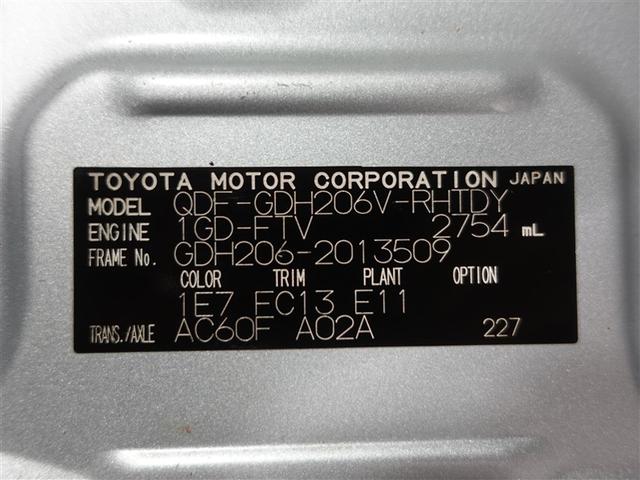 TOYOTA MOTOR CORPORATION JAPAN
MODEL QDF-GDH206V-RHTDY
ENGINE 1GD-FTV 2754 mL
FRAME No. GDH206-2013509
COLOR TRIM PLANT OPTION
1E7 FC13 E11
TRANS./AXLE AC60F A02A 227